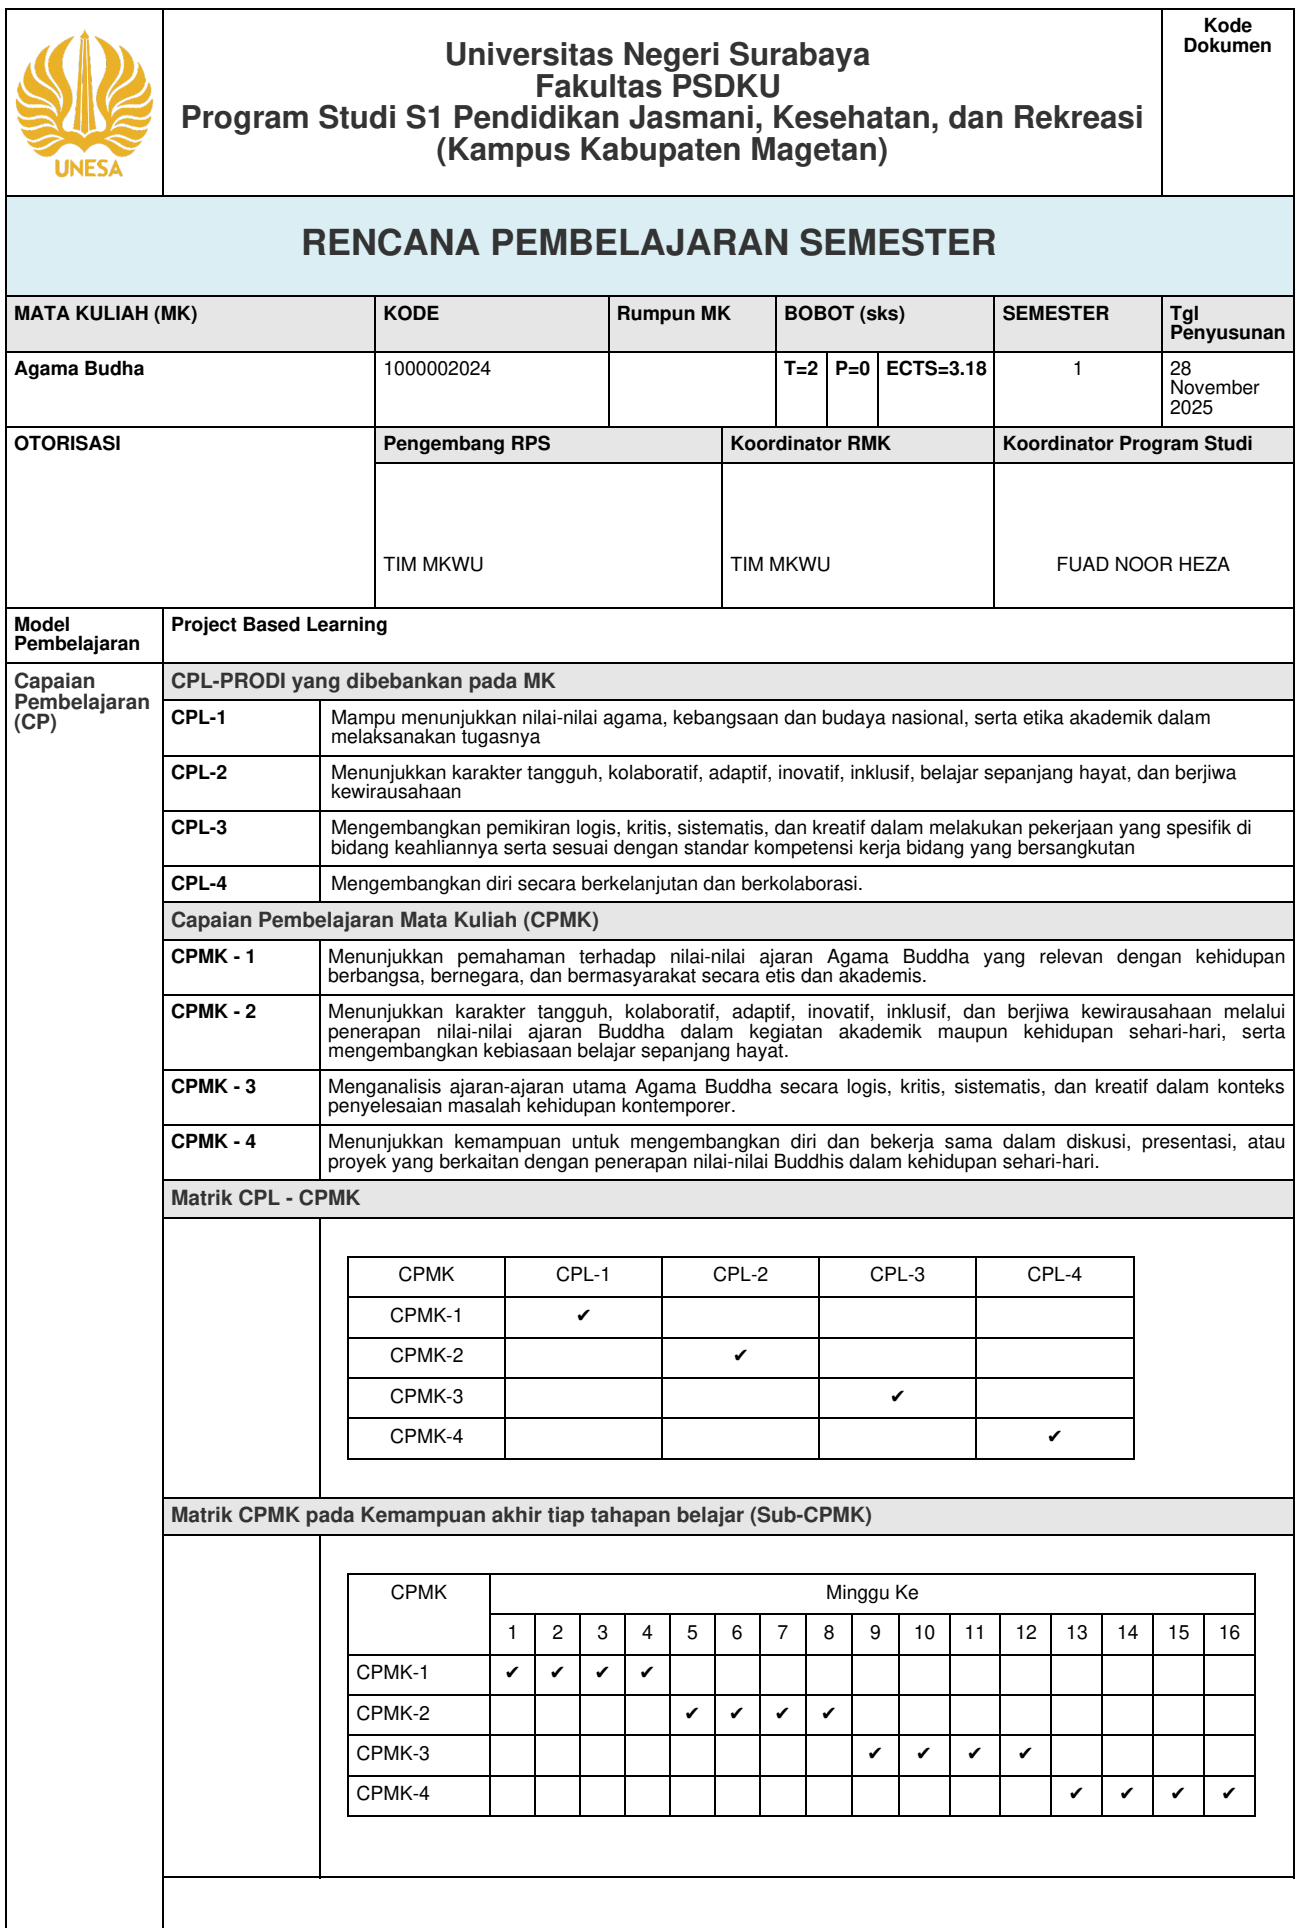 UNESA
Universitas Negeri Surabaya
Fakultas PSDKU
Program Studi S1 Pendidikan Jasmani, Kesehatan, dan Rekreasi
(Kampus Kabupaten Magetan)
Kode
Dokumen
RENCANA PEMBELAJARAN SEMESTER
MATA KULIAH (MK) KODE Rumpun MK BOBOT (sks) SEMESTER Tgl
Penyusunan
Agama Budha 1000002024 T=2 P=0 ECTS=3.18 1 28
November
2025
OTORISASI Pengembang RPS Koordinator RMK Koordinator Program Studi
TIM MKWU TIM MKWU FUAD NOOR HEZA
Model
Pembelajaran
Project Based Learning
Capaian
Pembelajaran
(CP)
CPL-PRODI yang dibebankan pada MK
CPL-1 Mampu menunjukkan nilai-nilai agama, kebangsaan dan budaya nasional, serta etika akademik dalam
melaksanakan tugasnya
CPL-2 Menunjukkan karakter tangguh, kolaboratif, adaptif, inovatif, inklusif, belajar sepanjang hayat, dan berjiwa
kewirausahaan
CPL-3 Mengembangkan pemikiran logis, kritis, sistematis, dan kreatif dalam melakukan pekerjaan yang spesifik di
bidang keahliannya serta sesuai dengan standar kompetensi kerja bidang yang bersangkutan
CPL-4 Mengembangkan diri secara berkelanjutan dan berkolaborasi.
Capaian Pembelajaran Mata Kuliah (CPMK)
CPMK - 1 Menunjukkan pemahaman terhadap nilai-nilai ajaran Agama Buddha yang relevan dengan kehidupan
berbangsa, bernegara, dan bermasyarakat secara etis dan akademis.
CPMK - 2 Menunjukkan karakter tangguh, kolaboratif, adaptif, inovatif, inklusif, dan berjiwa kewirausahaan melalui
penerapan nilai-nilai ajaran Buddha dalam kegiatan akademik maupun kehidupan sehari-hari, serta
mengembangkan kebiasaan belajar sepanjang hayat.
CPMK - 3 Menganalisis ajaran-ajaran utama Agama Buddha secara logis, kritis, sistematis, dan kreatif dalam konteks
penyelesaian masalah kehidupan kontemporer.
CPMK - 4 Menunjukkan kemampuan untuk mengembangkan diri dan bekerja sama dalam diskusi, presentasi, atau
proyek yang berkaitan dengan penerapan nilai-nilai Buddhis dalam kehidupan sehari-hari.
Matrik CPL - CPMK
CPMK CPL-1 CPL-2 CPL-3 CPL-4
CPMK-1 ✔
CPMK-2 ✔
CPMK-3 ✔
CPMK-4 ✔
Matrik CPMK pada Kemampuan akhir tiap tahapan belajar (Sub-CPMK)
CPMK Minggu Ke
1 2 3 4 5 6 7 8 9 10 11 12 13 14 15 16
CPMK-1 ✔ ✔ ✔ ✔
CPMK-2 ✔ ✔ ✔ ✔
CPMK-3 ✔ ✔ ✔ ✔
CPMK-4 ✔ ✔ ✔ ✔